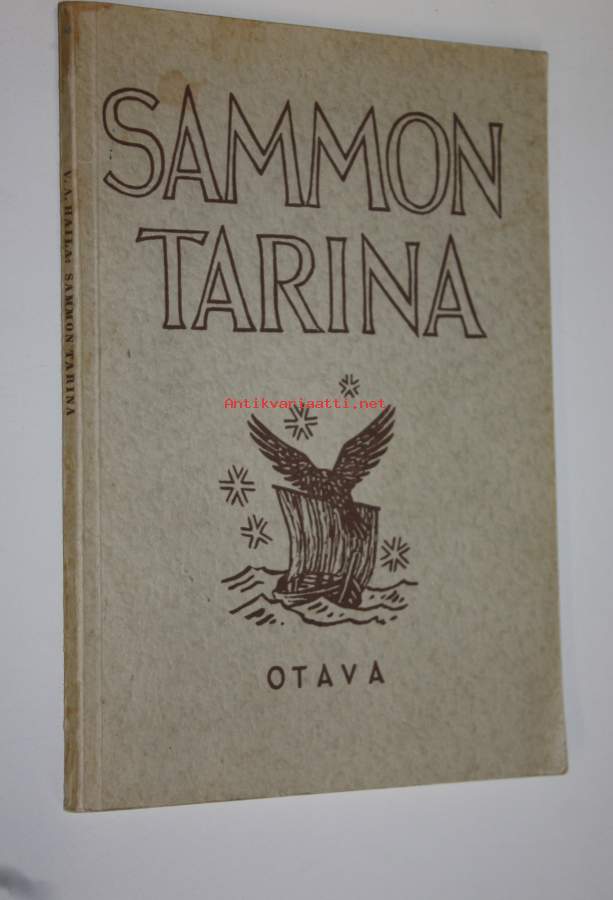 SAMMON
TARINA
Antikvariaatti.net
OTAVA
V. A. HAILA: SAMMON TARINA